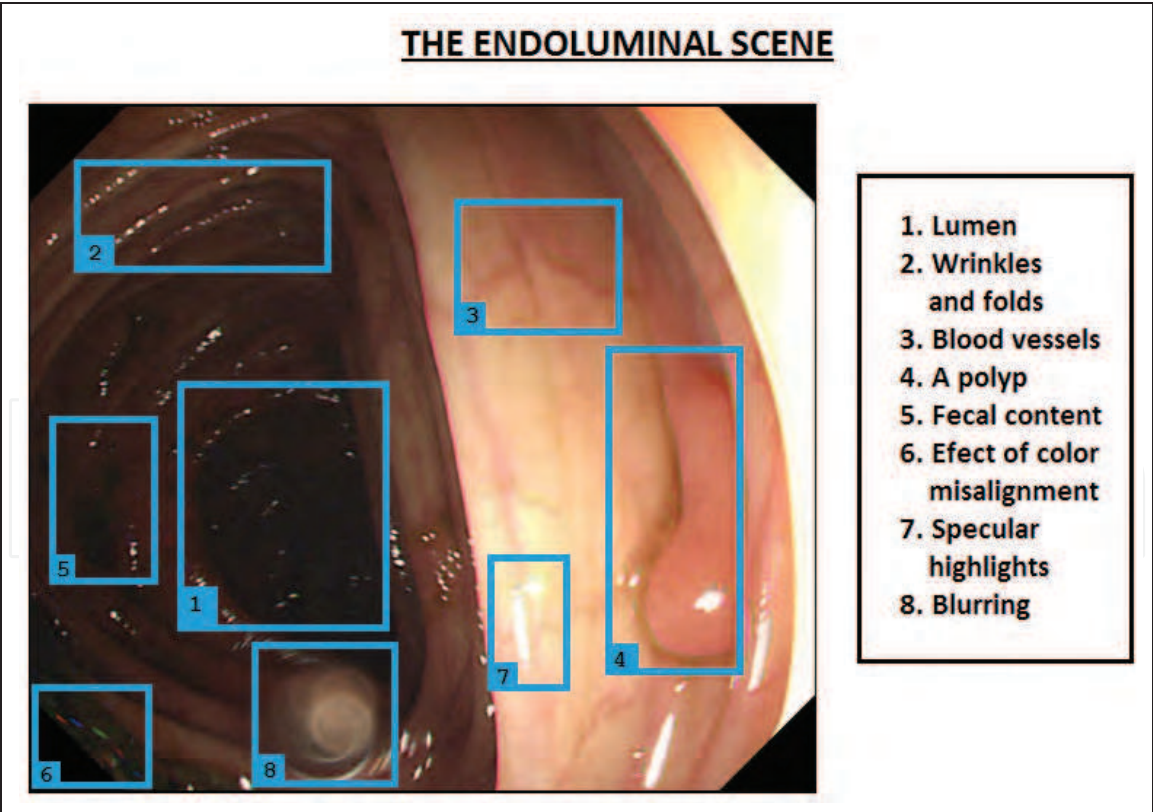 THE ENDOLUMINAL SCENE
2
3
5
1
7
4
6
8
1. Lumen
2. Wrinkles
and folds
3. Blood vessels
4. A polyp
5. Fecal content
6. Efect of color
misalignment
7. Specular
highlights
8. Blurring